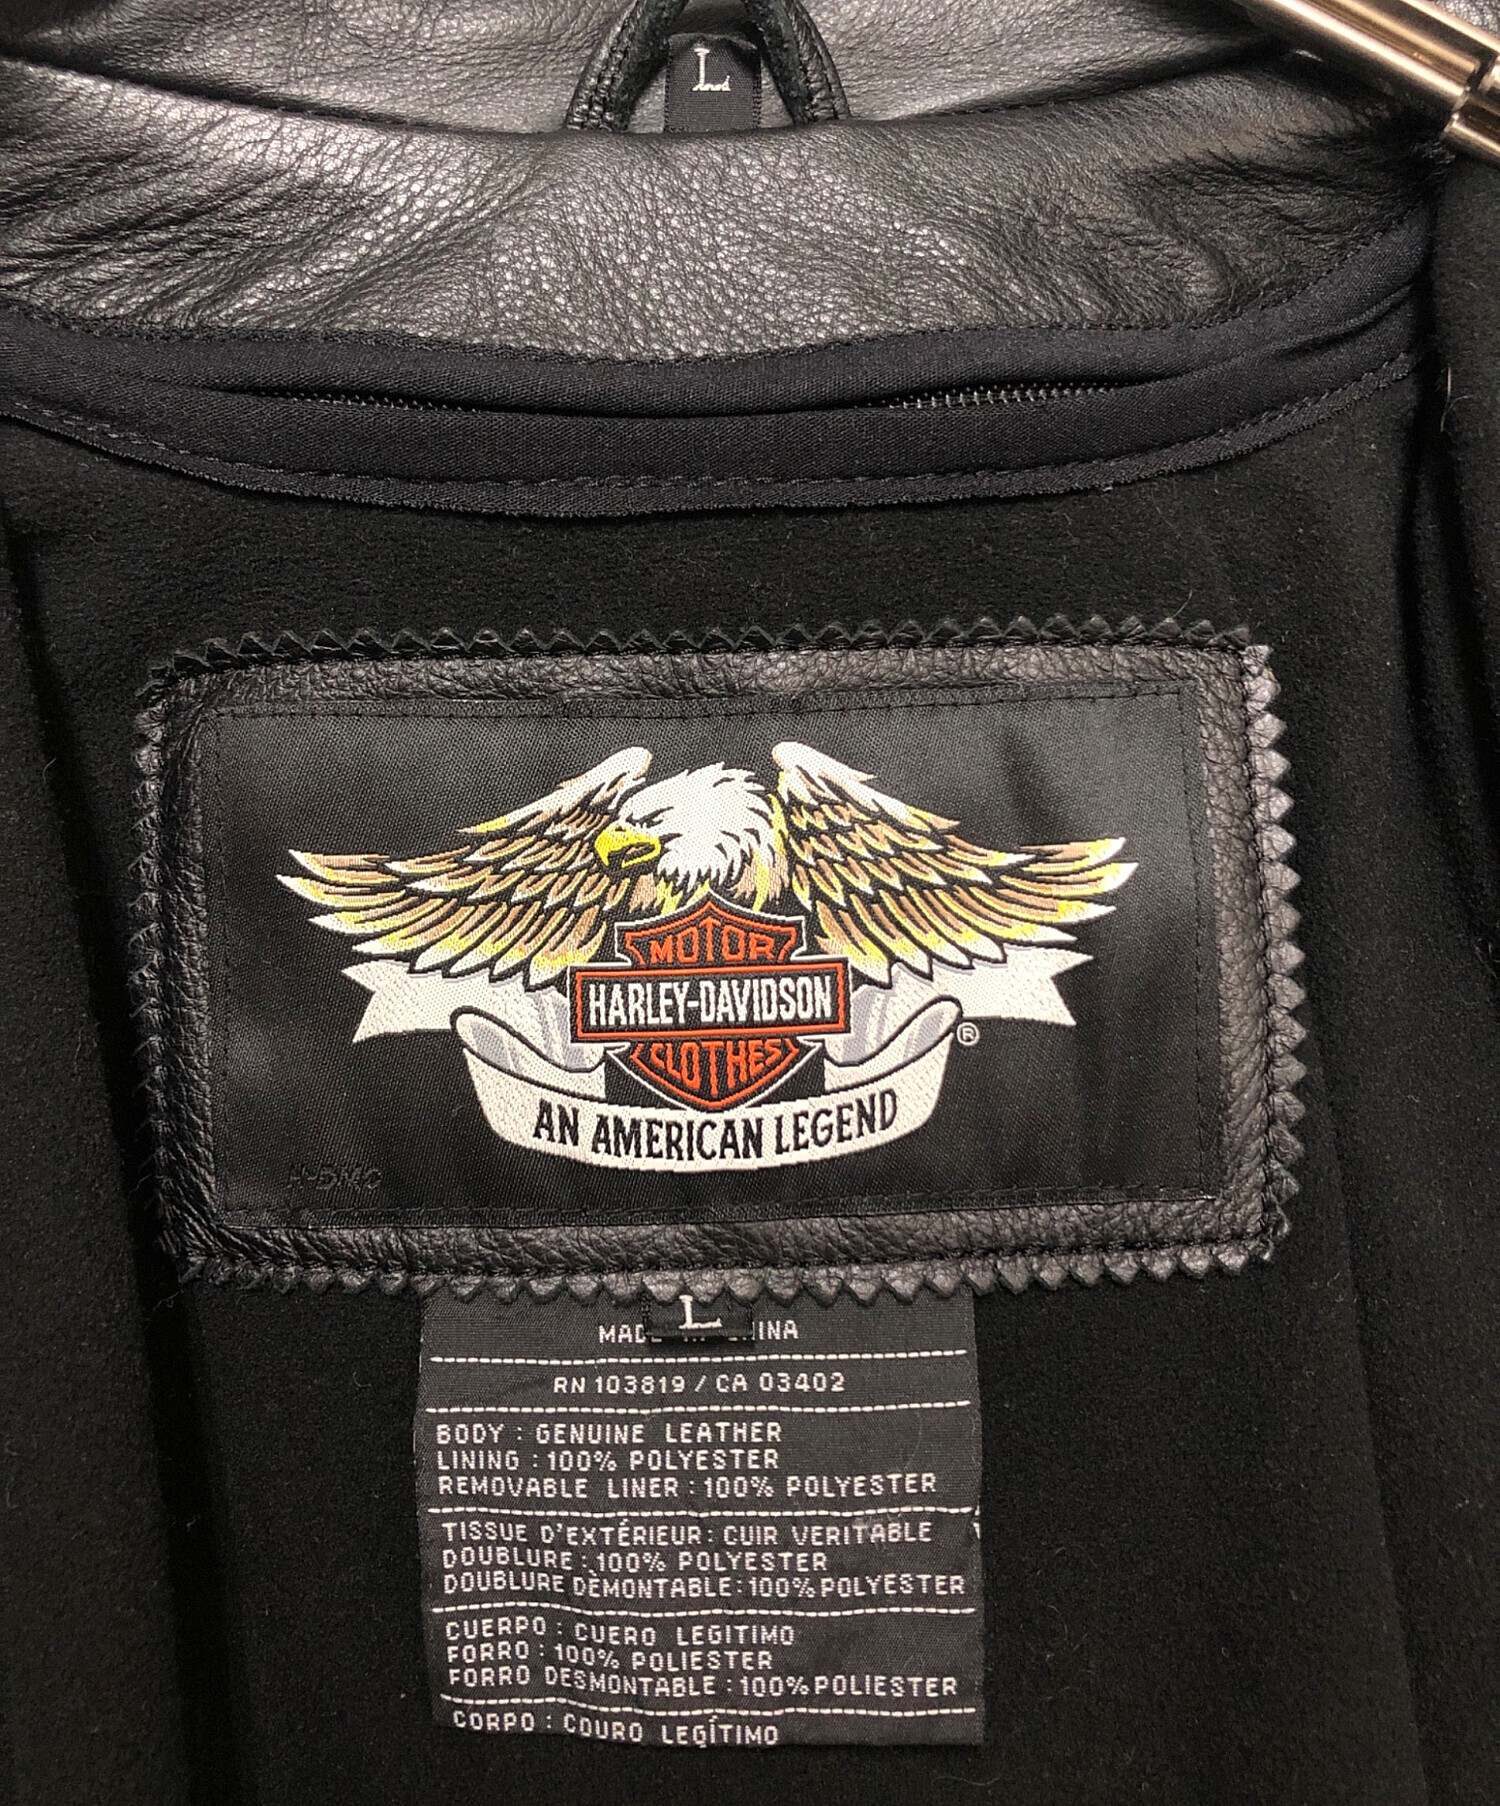 L
MOTOR
HARLEY-DAVIDSON
®
CLOTHES
AN AMERICAN LEGEND
H-DMC
L
RN 103819 / CA 03402
BODY : GENUINE LEATHER
LINING : 100% POLYESTER
REMOVABLE LINER : 100% POLYESTER
TISSUE D'EXTÉRIEUR : CUIR VERITABLE
DOUBLURE : 100% POLYESTER
DOUBLURE DÈMONTABLE : 100% POLYESTER
CUERPO : CUERO LEGITIMO
FORRO : 100% POLIESTER
FORRO DESMONTABLE : 100% POLIESTER
CORPO : COURO LEGÍTIMO